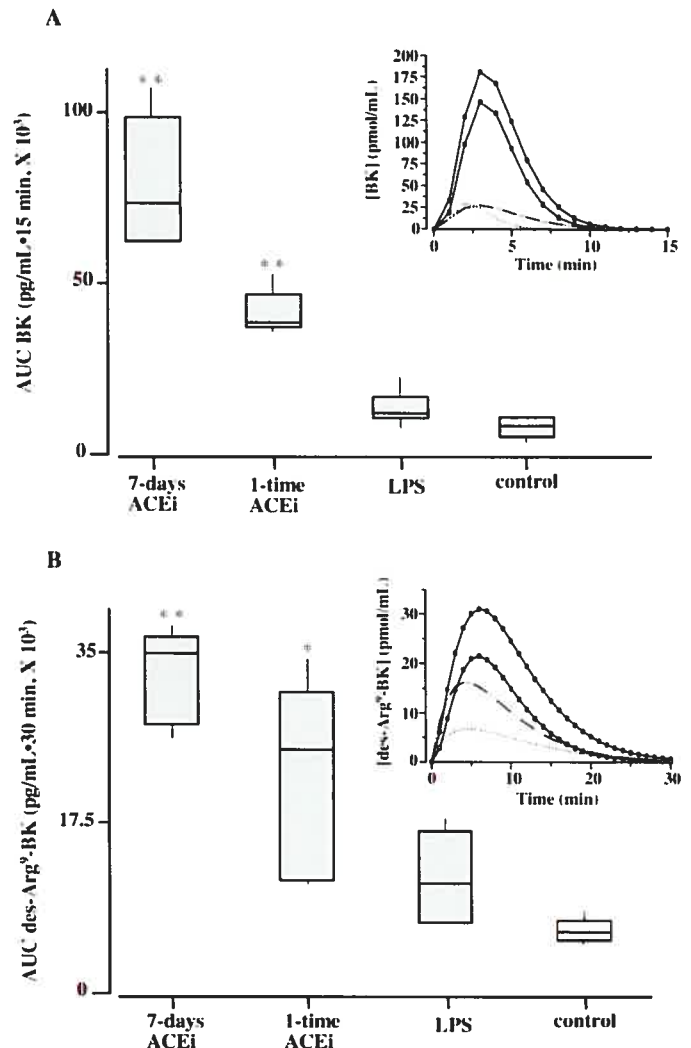 A
AUC BK (pg/mL•15 min, X 10³)
100
50
0
**
**
7-days
ACEi
1-time
ACEi
LPS
control
[BK] (pmol/mL)
200
175
150
125
100
75
50
25
0
0
5
10
15
Time (min)
B
AUC des-Arg⁹-BK (pg/mL•30 min, X 10³)
35
17.5
0
**
*
7-days
ACEi
1-time
ACEi
LPS
control
[des-Arg⁹-BK] (pmol/mL)
30
20
10
0
0
10
20
30
Time (min)